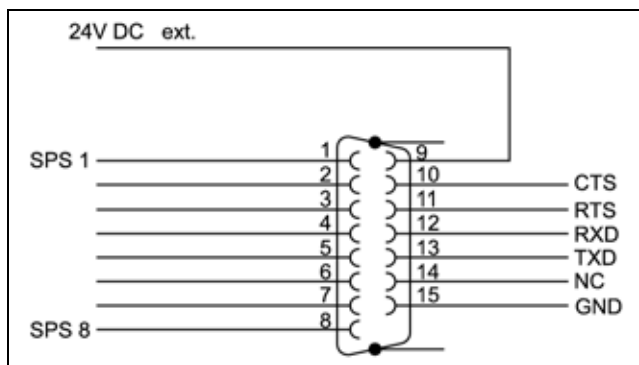 24V DC ext.
1 9
SPS 1
2 10 CTS
3 11 RTS
4 12 RXD
5 13 TXD
6 14 NC
7 15 GND
SPS 8 8